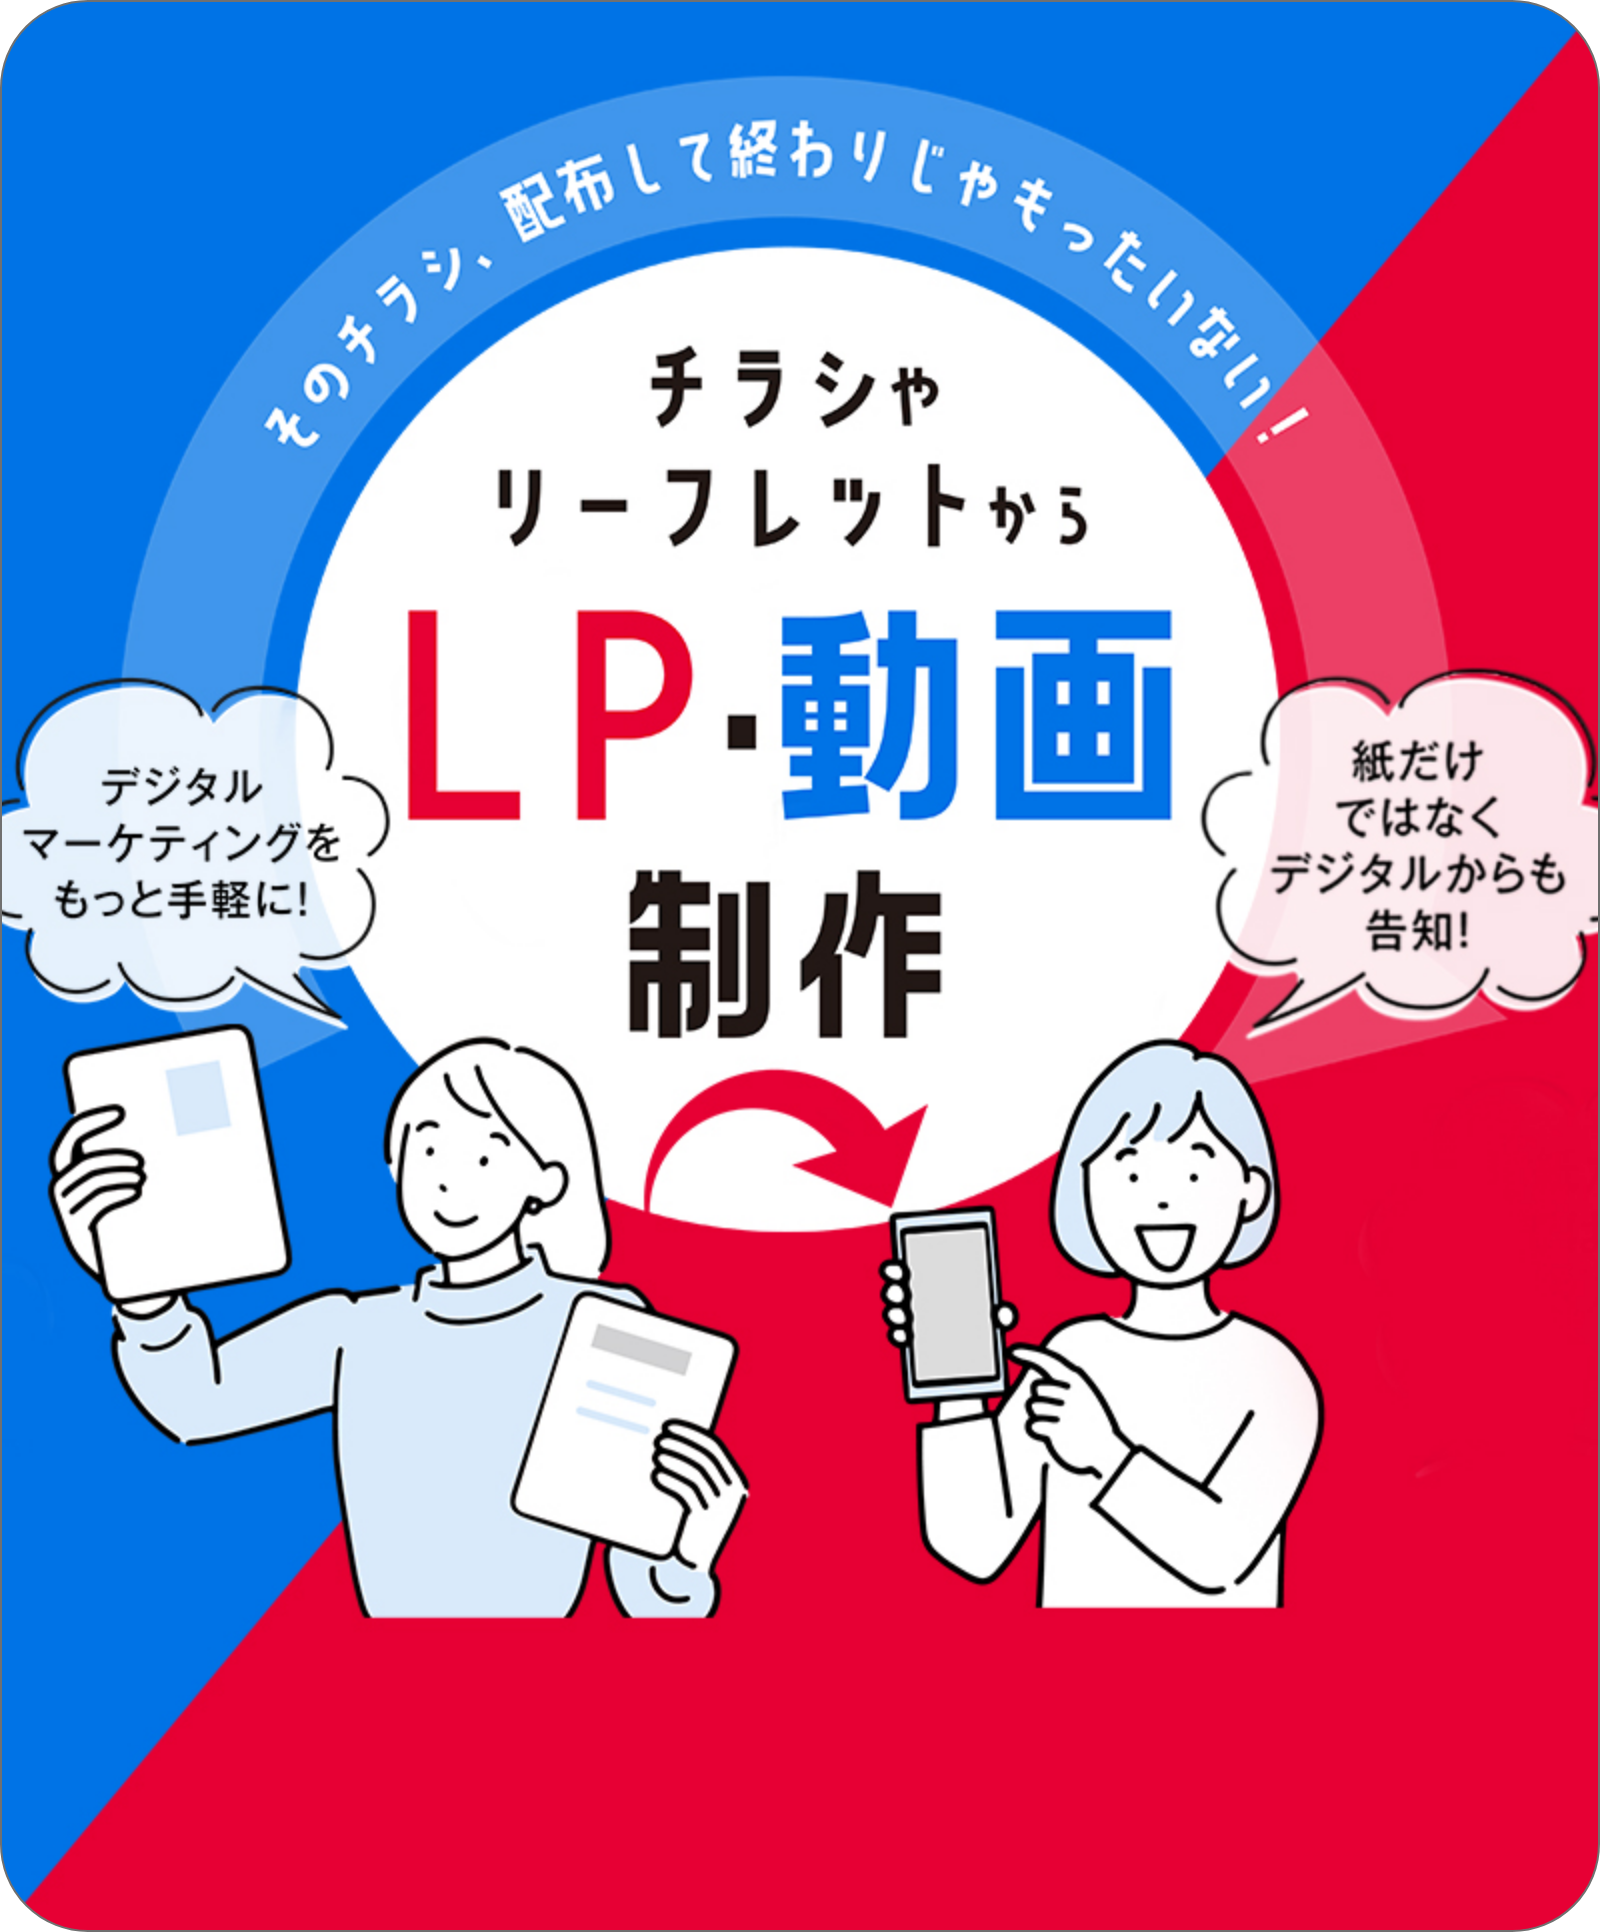 そのチラシ、配布して終わりじゃもったいない!
チラシや
リーフレットから
LP・動画
制作
デジタル
マーケティングを
もっと手軽に!
紙だけ
ではなく
デジタルからも
告知!